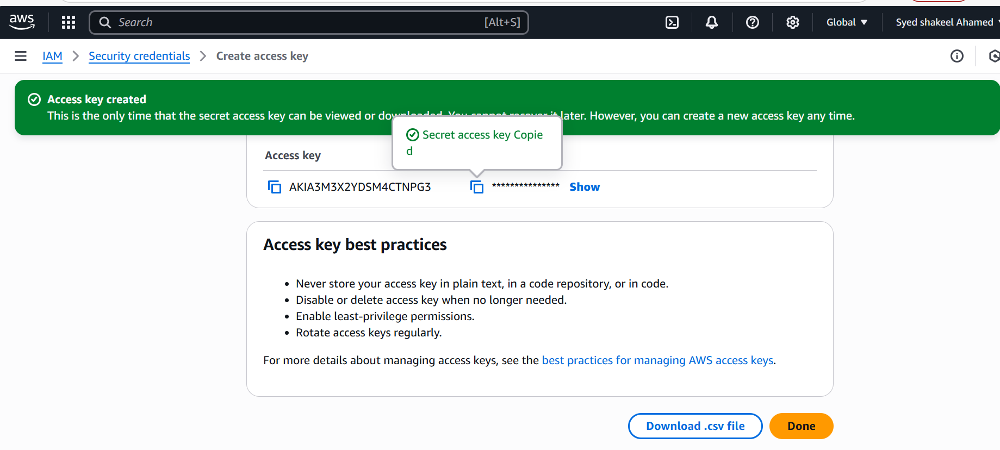 aws
Search
[Alt+S]
Global
Syed shakeel Ahamed
IAM
Security credentials
Create access key
Access key created
This is the only time that the secret access key can be viewed or downloaded. You cannot recover it later. However, you can create a new access key any time.
Secret access key Copie
d
Access key
AKIA3M3X2YDSM4CTNPG3
***************
Show
Access key best practices
• Never store your access key in plain text, in a code repository, or in code.
• Disable or delete access key when no longer needed.
• Enable least-privilege permissions.
• Rotate access keys regularly.
For more details about managing access keys, see the best practices for managing AWS access keys.
Download .csv file
Done